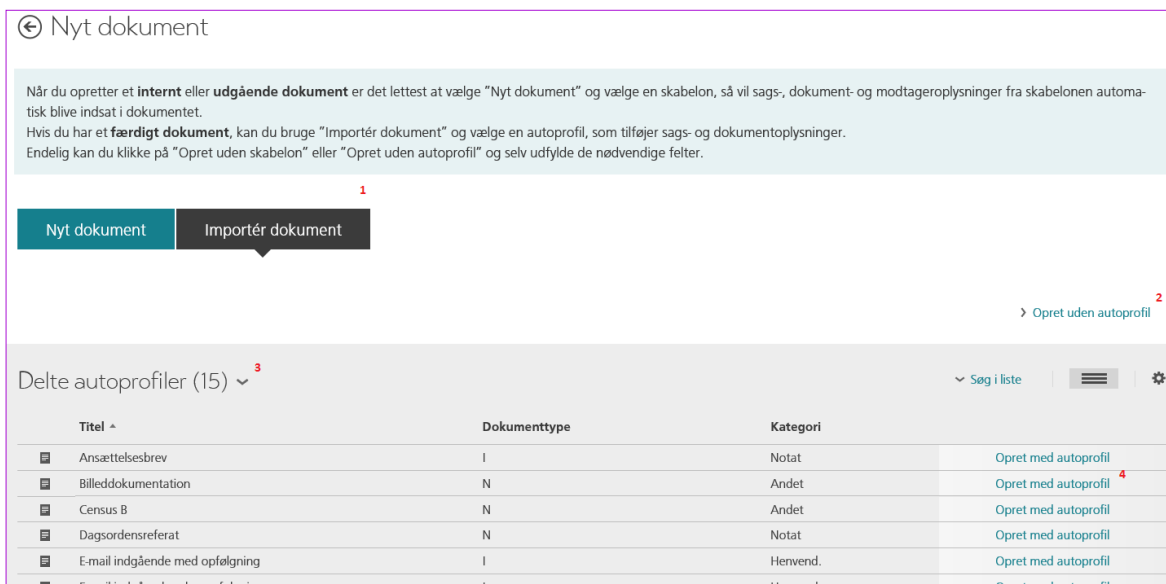 Nyt dokument
Når du opretter et internt eller udgående dokument er det lettest at vælge ”Nyt dokument” og vælge en skabelon, så vil sags-, dokument- og modtageroplysninger fra skabelonen automa-
tisk blive indsat i dokumentet.
Hvis du har et færdigt dokument, kan du bruge ”Importér dokument” og vælge en autoprofil, som tilføjer sags- og dokumentoplysninger.
Endelig kan du klikke på ”Opret uden skabelon” eller ”Opret uden autoprofil” og selv udfylde de nødvendige felter.
1
Nyt dokument Importér dokument
2
Opret uden autoprofil
Delte autoprofiler (15) 3 Søg i liste
Titel Dokumenttype Kategori
Ansættelsesbrev I Notat Opret med autoprofil
Billeddokumentation N Andet Opret med autoprofil 4
Census B N Andet Opret med autoprofil
Dagsordensreferat N Notat Opret med autoprofil
E-mail indgående med opfølgning I Henvend. Opret med autoprofil